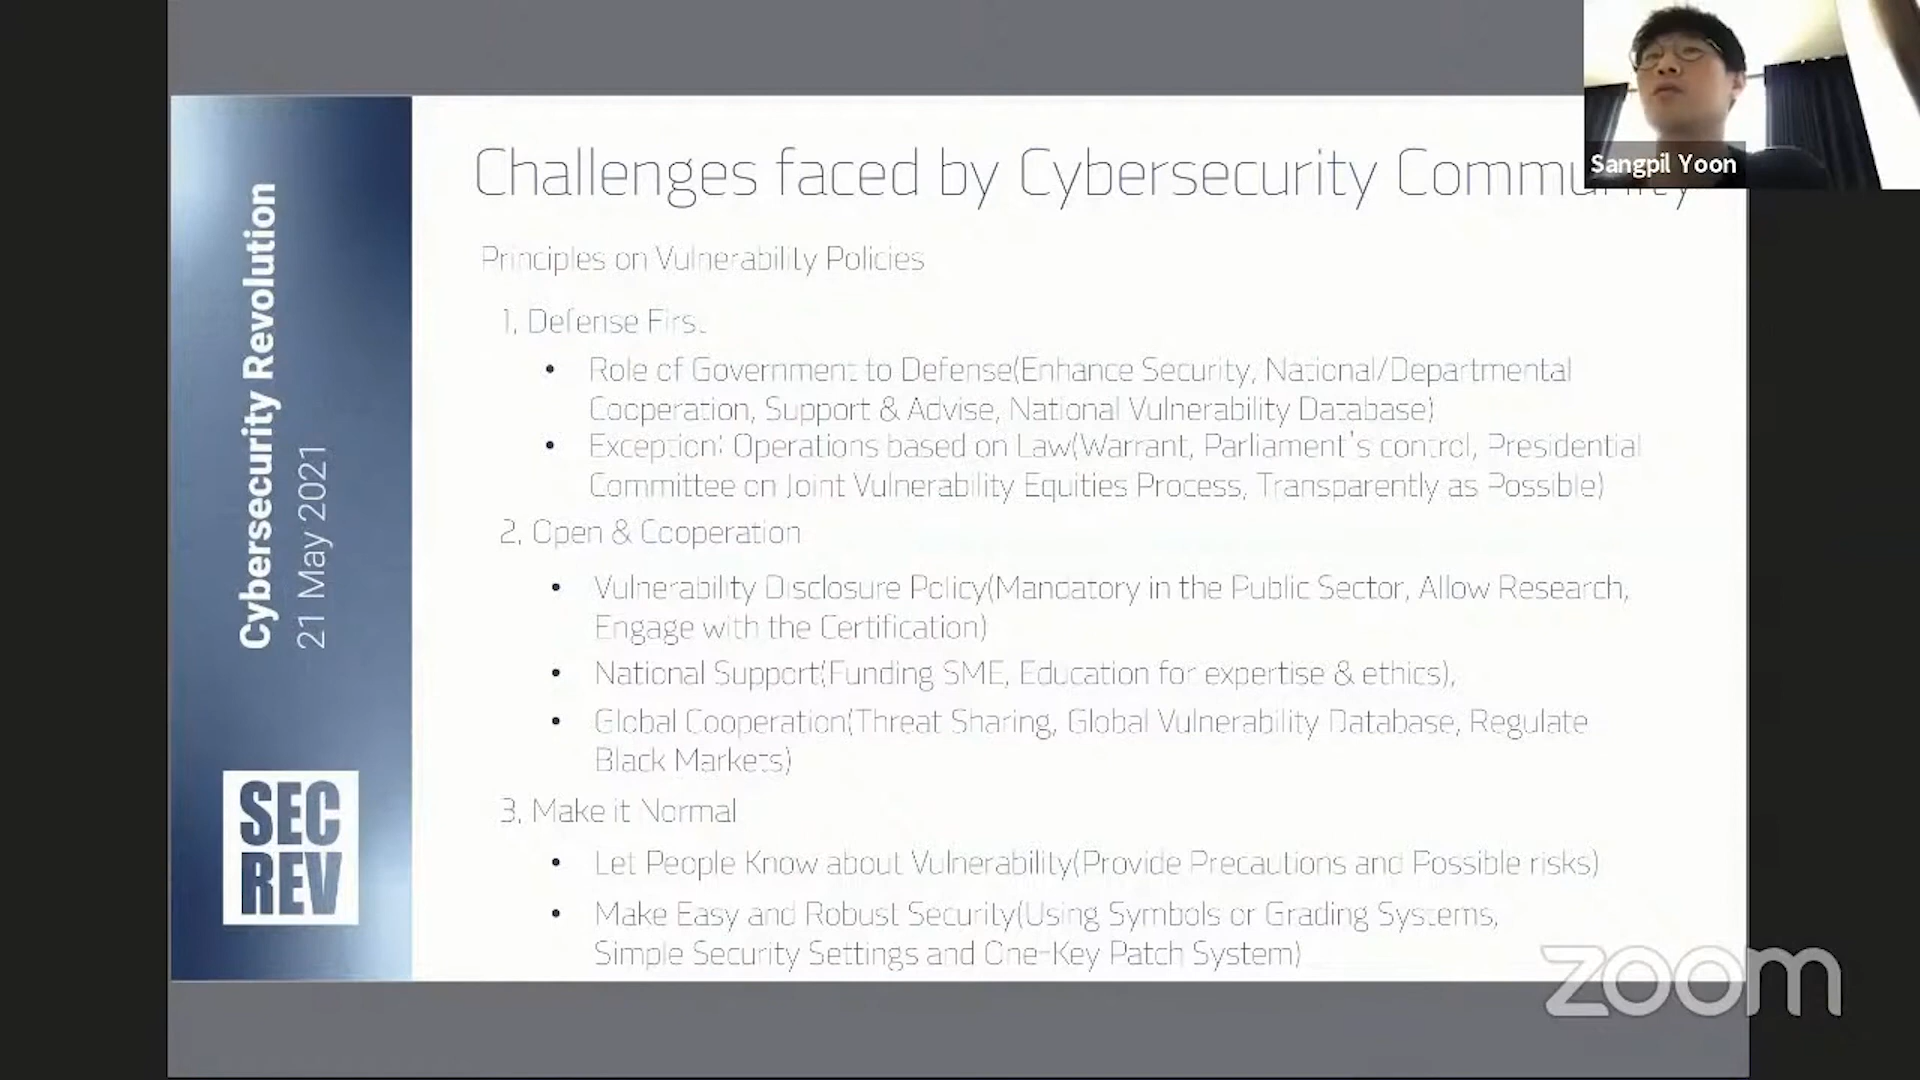 Challenges faced by Cybersecurity Community
Sangpil Yoon
Principles on Vulnerability Policies
1. Defense First
• Role of Government to Defense(Enhance Security, National/Departmental
Cooperation, Support & Advise, National Vulnerability Database)
• Exception: Operations based on Law(Warrant, Parliament's control, Presidential
Committee on Joint Vulnerability Equities Process, Transparently as Possible)
2. Open & Cooperation
• Vulnerability Disclosure Policy(Mandatory in the Public Sector, Allow Research,
Engage with the Certification)
• National Support(Funding SME, Education for expertise & ethics),
• Global Cooperation(Threat Sharing, Global Vulnerability Database, Regulate
Black Markets)
3. Make it Normal
• Let People Know about Vulnerability(Provide Precautions and Possible risks)
• Make Easy and Robust Security(Using Symbols or Grading Systems,
Simple Security Settings and One-Key Patch System)
Cybersecurity Revolution
21 May 2021
SEC
REV
zoom